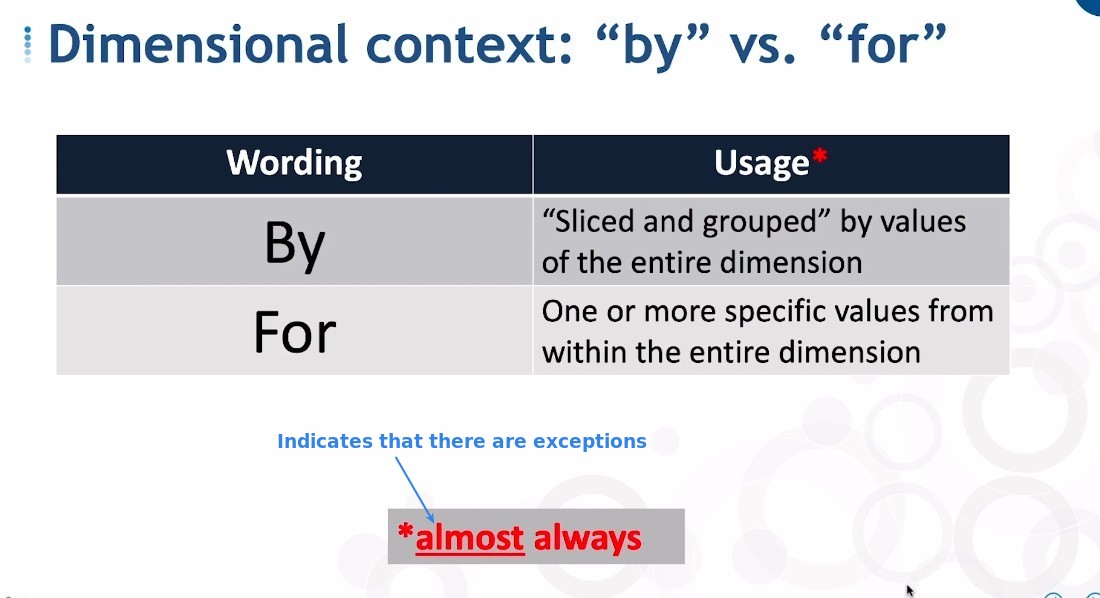 Dimensional context: “by” vs. “for”
Wording
Usage*
By
“Sliced and grouped” by values
of the entire dimension
For
One or more specific values from
within the entire dimension
Indicates that there are exceptions
*almost always